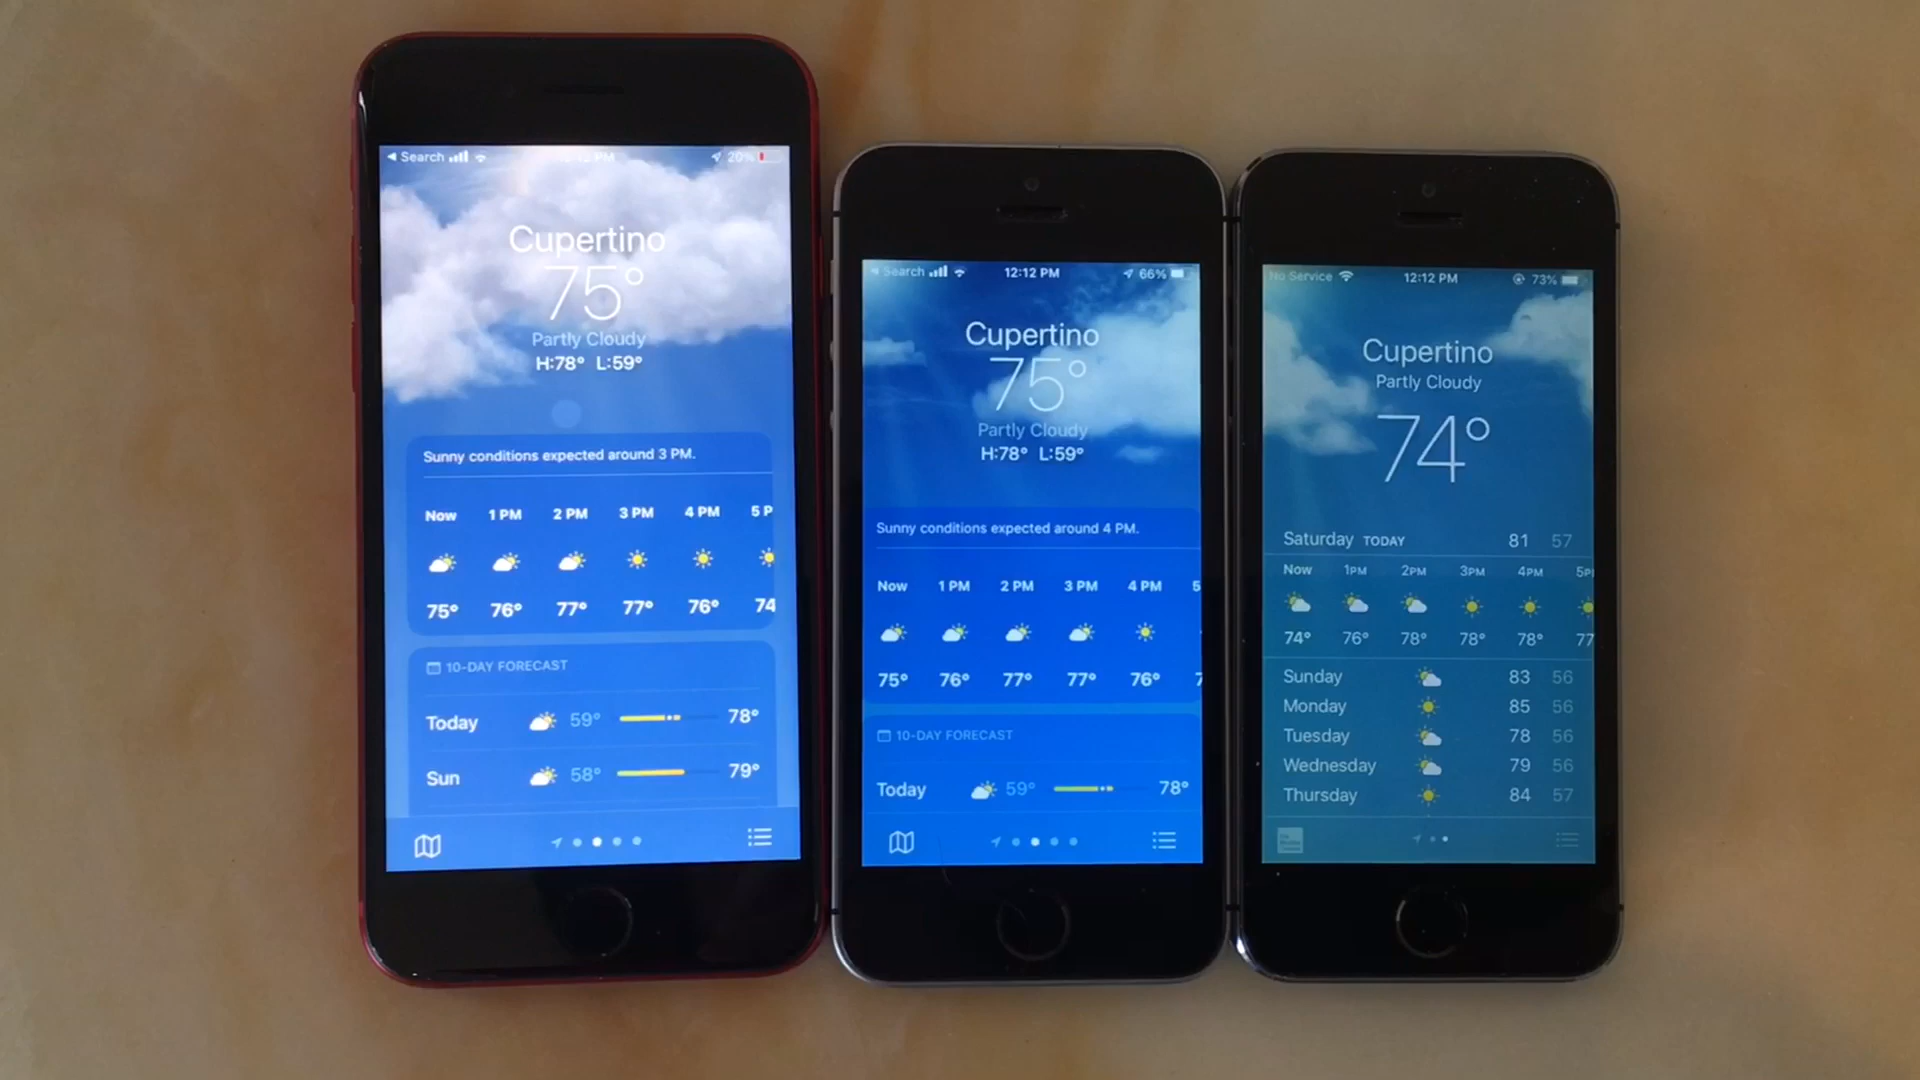 Search
20%
Cupertino
75°
Partly Cloudy
H:78° L:59°
Sunny conditions expected around 3 PM.
Now 1 PM 2 PM 3 PM 4 PM 5 P
75° 76° 77° 77° 76° 74
10-DAY FORECAST
Today 59° 78°
Sun 58° 79°
Search 12:12 PM 66%
Cupertino
75°
Partly Cloudy
H:78° L:59°
Sunny conditions expected around 4 PM.
Now 1 PM 2 PM 3 PM 4 PM 5
75° 76° 77° 77° 76° 7
10-DAY FORECAST
Today 59° 78°
No Service 12:12 PM 73%
Cupertino
Partly Cloudy
74°
Saturday TODAY 81 57
Now 1PM 2PM 3PM 4PM 5P
74° 76° 78° 78° 78° 77
Sunday 83 56
Monday 85 56
Tuesday 78 56
Wednesday 79 56
Thursday 84 57